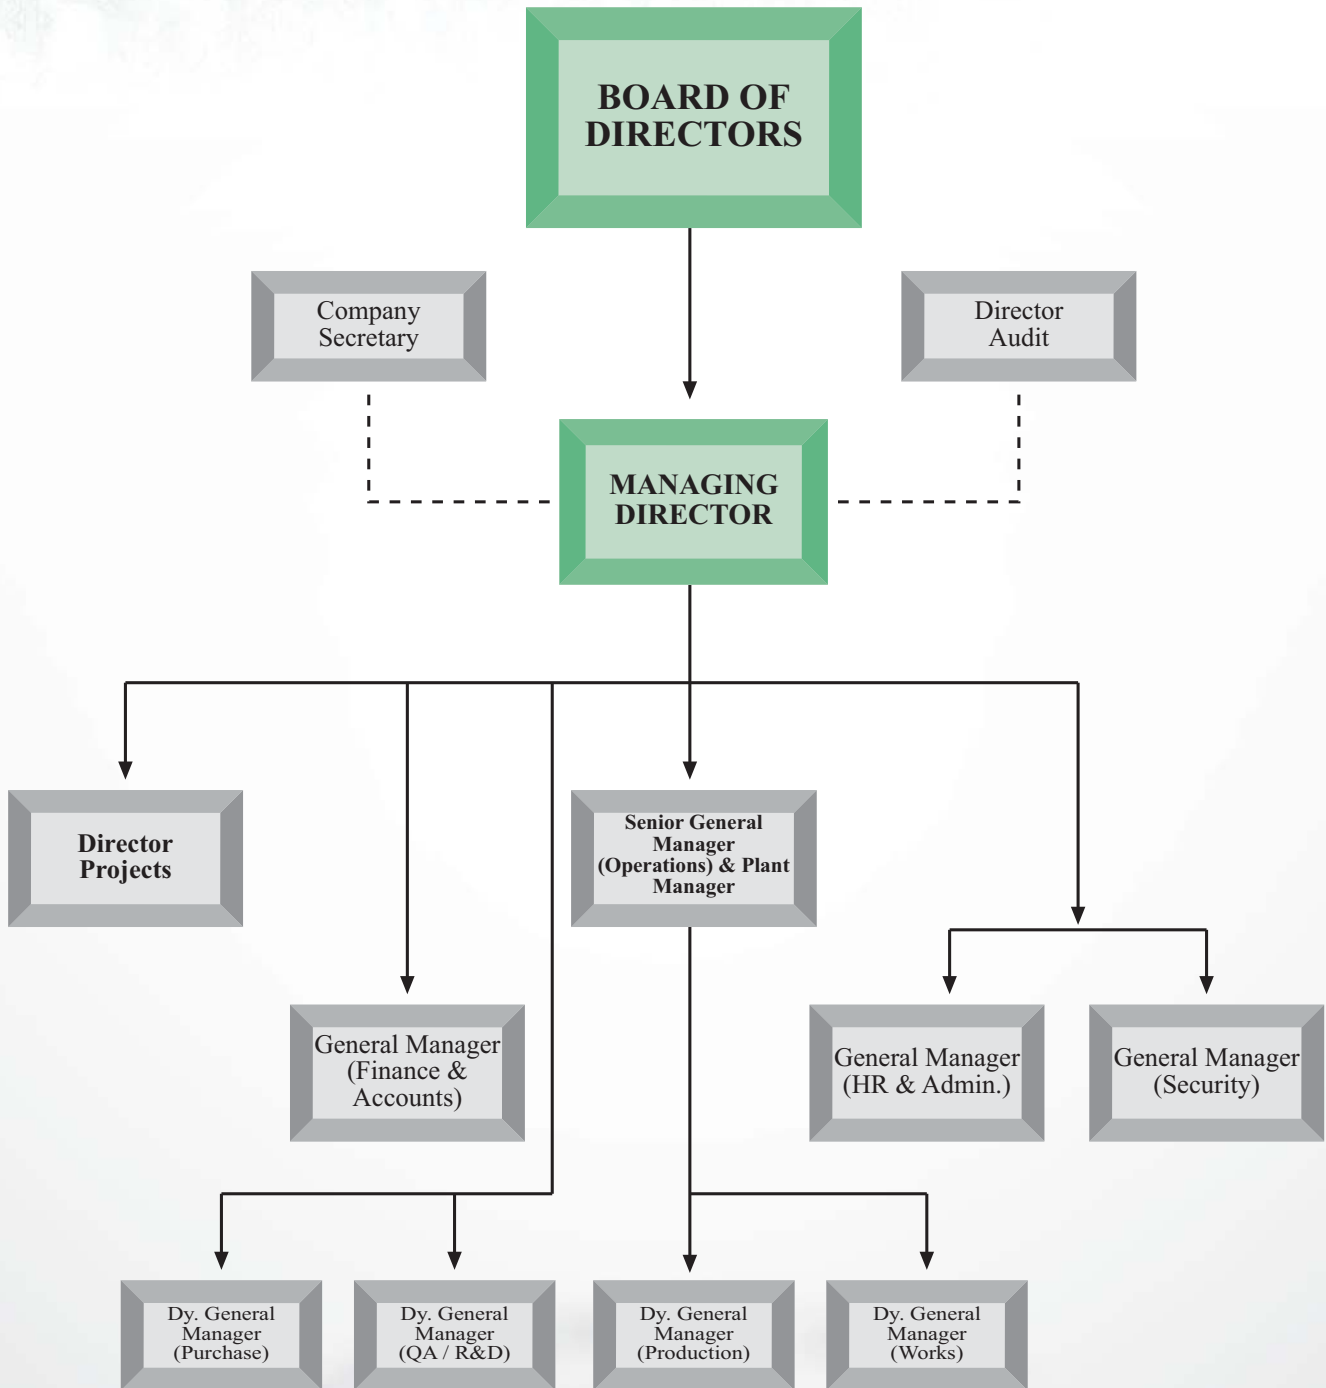 BOARD OF
DIRECTORS
Company
Secretary
Director
Audit
MANAGING
DIRECTOR
Director
Projects
Senior General
Manager
(Operations) & Plant
Manager
General Manager
(Finance &
Accounts)
General Manager
(HR & Admin.)
General Manager
(Security)
Dy. General
Manager
(Purchase)
Dy. General
Manager
(QA / R&D)
Dy. General
Manager
(Production)
Dy. General
Manager
(Works)